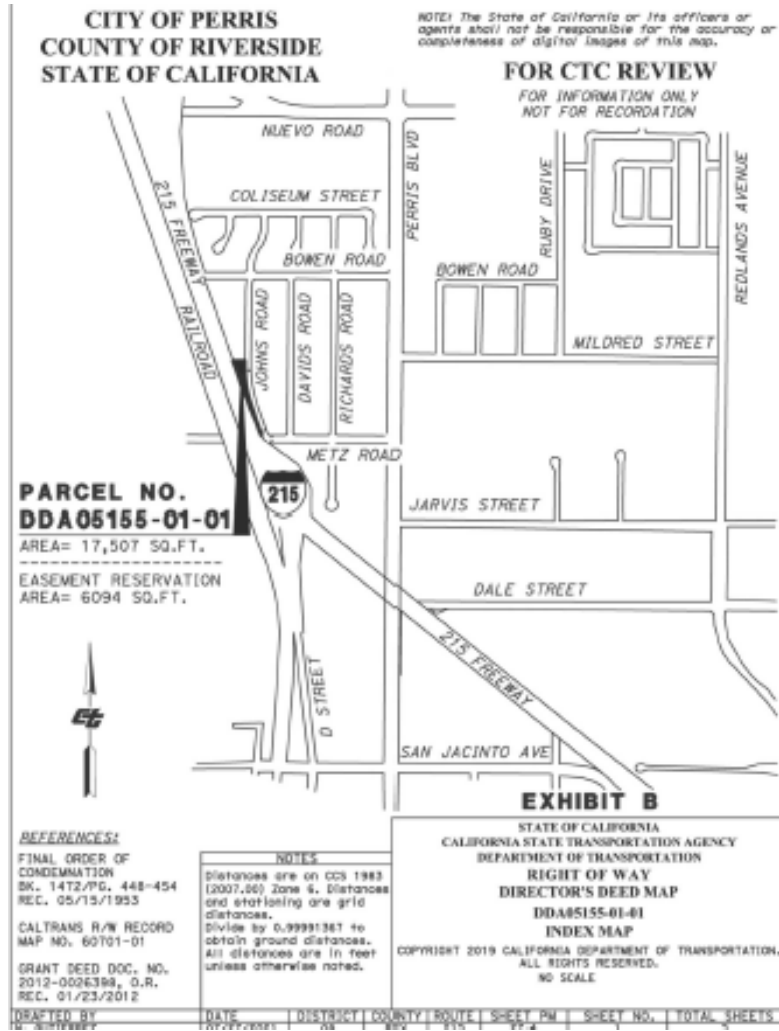 CITY OF PERRIS
COUNTY OF RIVERSIDE
STATE OF CALIFORNIA
NOTE: The State of California or its officers or
agents shall not be responsible for the accuracy or
completeness of digital images of this map.
FOR CTC REVIEW
FOR INFORMATION ONLY
NOT FOR RECORDATION
NUEVO ROAD
PERRIS BLVD
RUBY DRIVE
REDLANDS AVENUE
215 FREEWAY
COLISEUM STREET
BOWEN ROAD
BOWEN ROAD
RAILROAD
JOHNS ROAD
DAVIDS ROAD
RICHARDS ROAD
MILDRED STREET
METZ ROAD
215
PARCEL NO.
DDA05155-01-01
AREA= 17,507 SQ.FT.
EASEMENT RESERVATION
AREA= 6094 SQ.FT.
JARVIS STREET
DALE STREET
215 FREEWAY
D STREET
ct
SAN JACINTO AVE
EXHIBIT B
REFERENCES:
FINAL ORDER OF
CONDEMNATION
BK. 1472/PG. 448-454
REC. 05/15/1953
CALTRANS R/W RECORD
MAP NO. 60701-01
GRANT DEED DOC. NO.
2012-0026398, O.R.
REC. 01/23/2012
NOTES
Distances are on CCS 1983
(2007.00) Zone 6. Distances
and stationing are grid
distances.
Divide by 0.99991367 to
obtain ground distances.
All distances are in feet
unless otherwise noted.
STATE OF CALIFORNIA
CALIFORNIA STATE TRANSPORTATION AGENCY
DEPARTMENT OF TRANSPORTATION
RIGHT OF WAY
DIRECTOR'S DEED MAP
DDA05155-01-01
INDEX MAP
COPYRIGHT 2019 CALIFORNIA DEPARTMENT OF TRANSPORTATION.
ALL RIGHTS RESERVED.
NO SCALE
DRAFTED BY DATE DISTRICT COUNTY ROUTE SHEET PM SHEET NO. TOTAL SHEETS